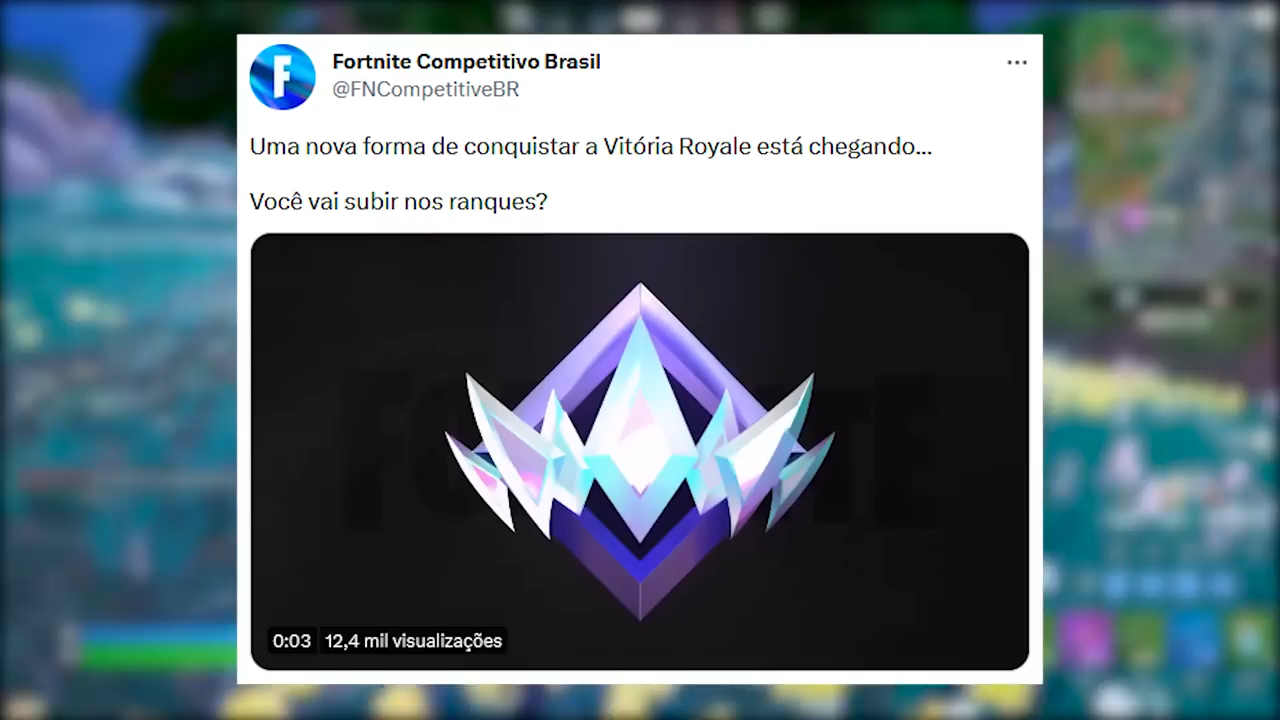 Fortnite Competitivo Brasil
@FNCompetitiveBR
Uma nova forma de conquistar a Vitória Royale está chegando...
Você vai subir nos ranques?
0:03 12,4 mil visualizações